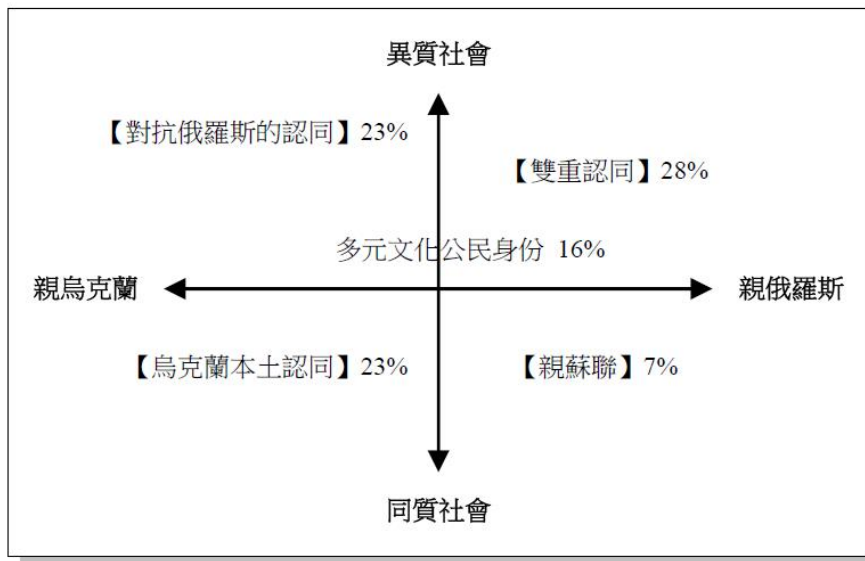 異質社會
【對抗俄羅斯的認同】23%
【雙重認同】28%
多元文化公民身份 16%
親烏克蘭
親俄羅斯
【烏克蘭本土認同】23%
【親蘇聯】7%
同質社會